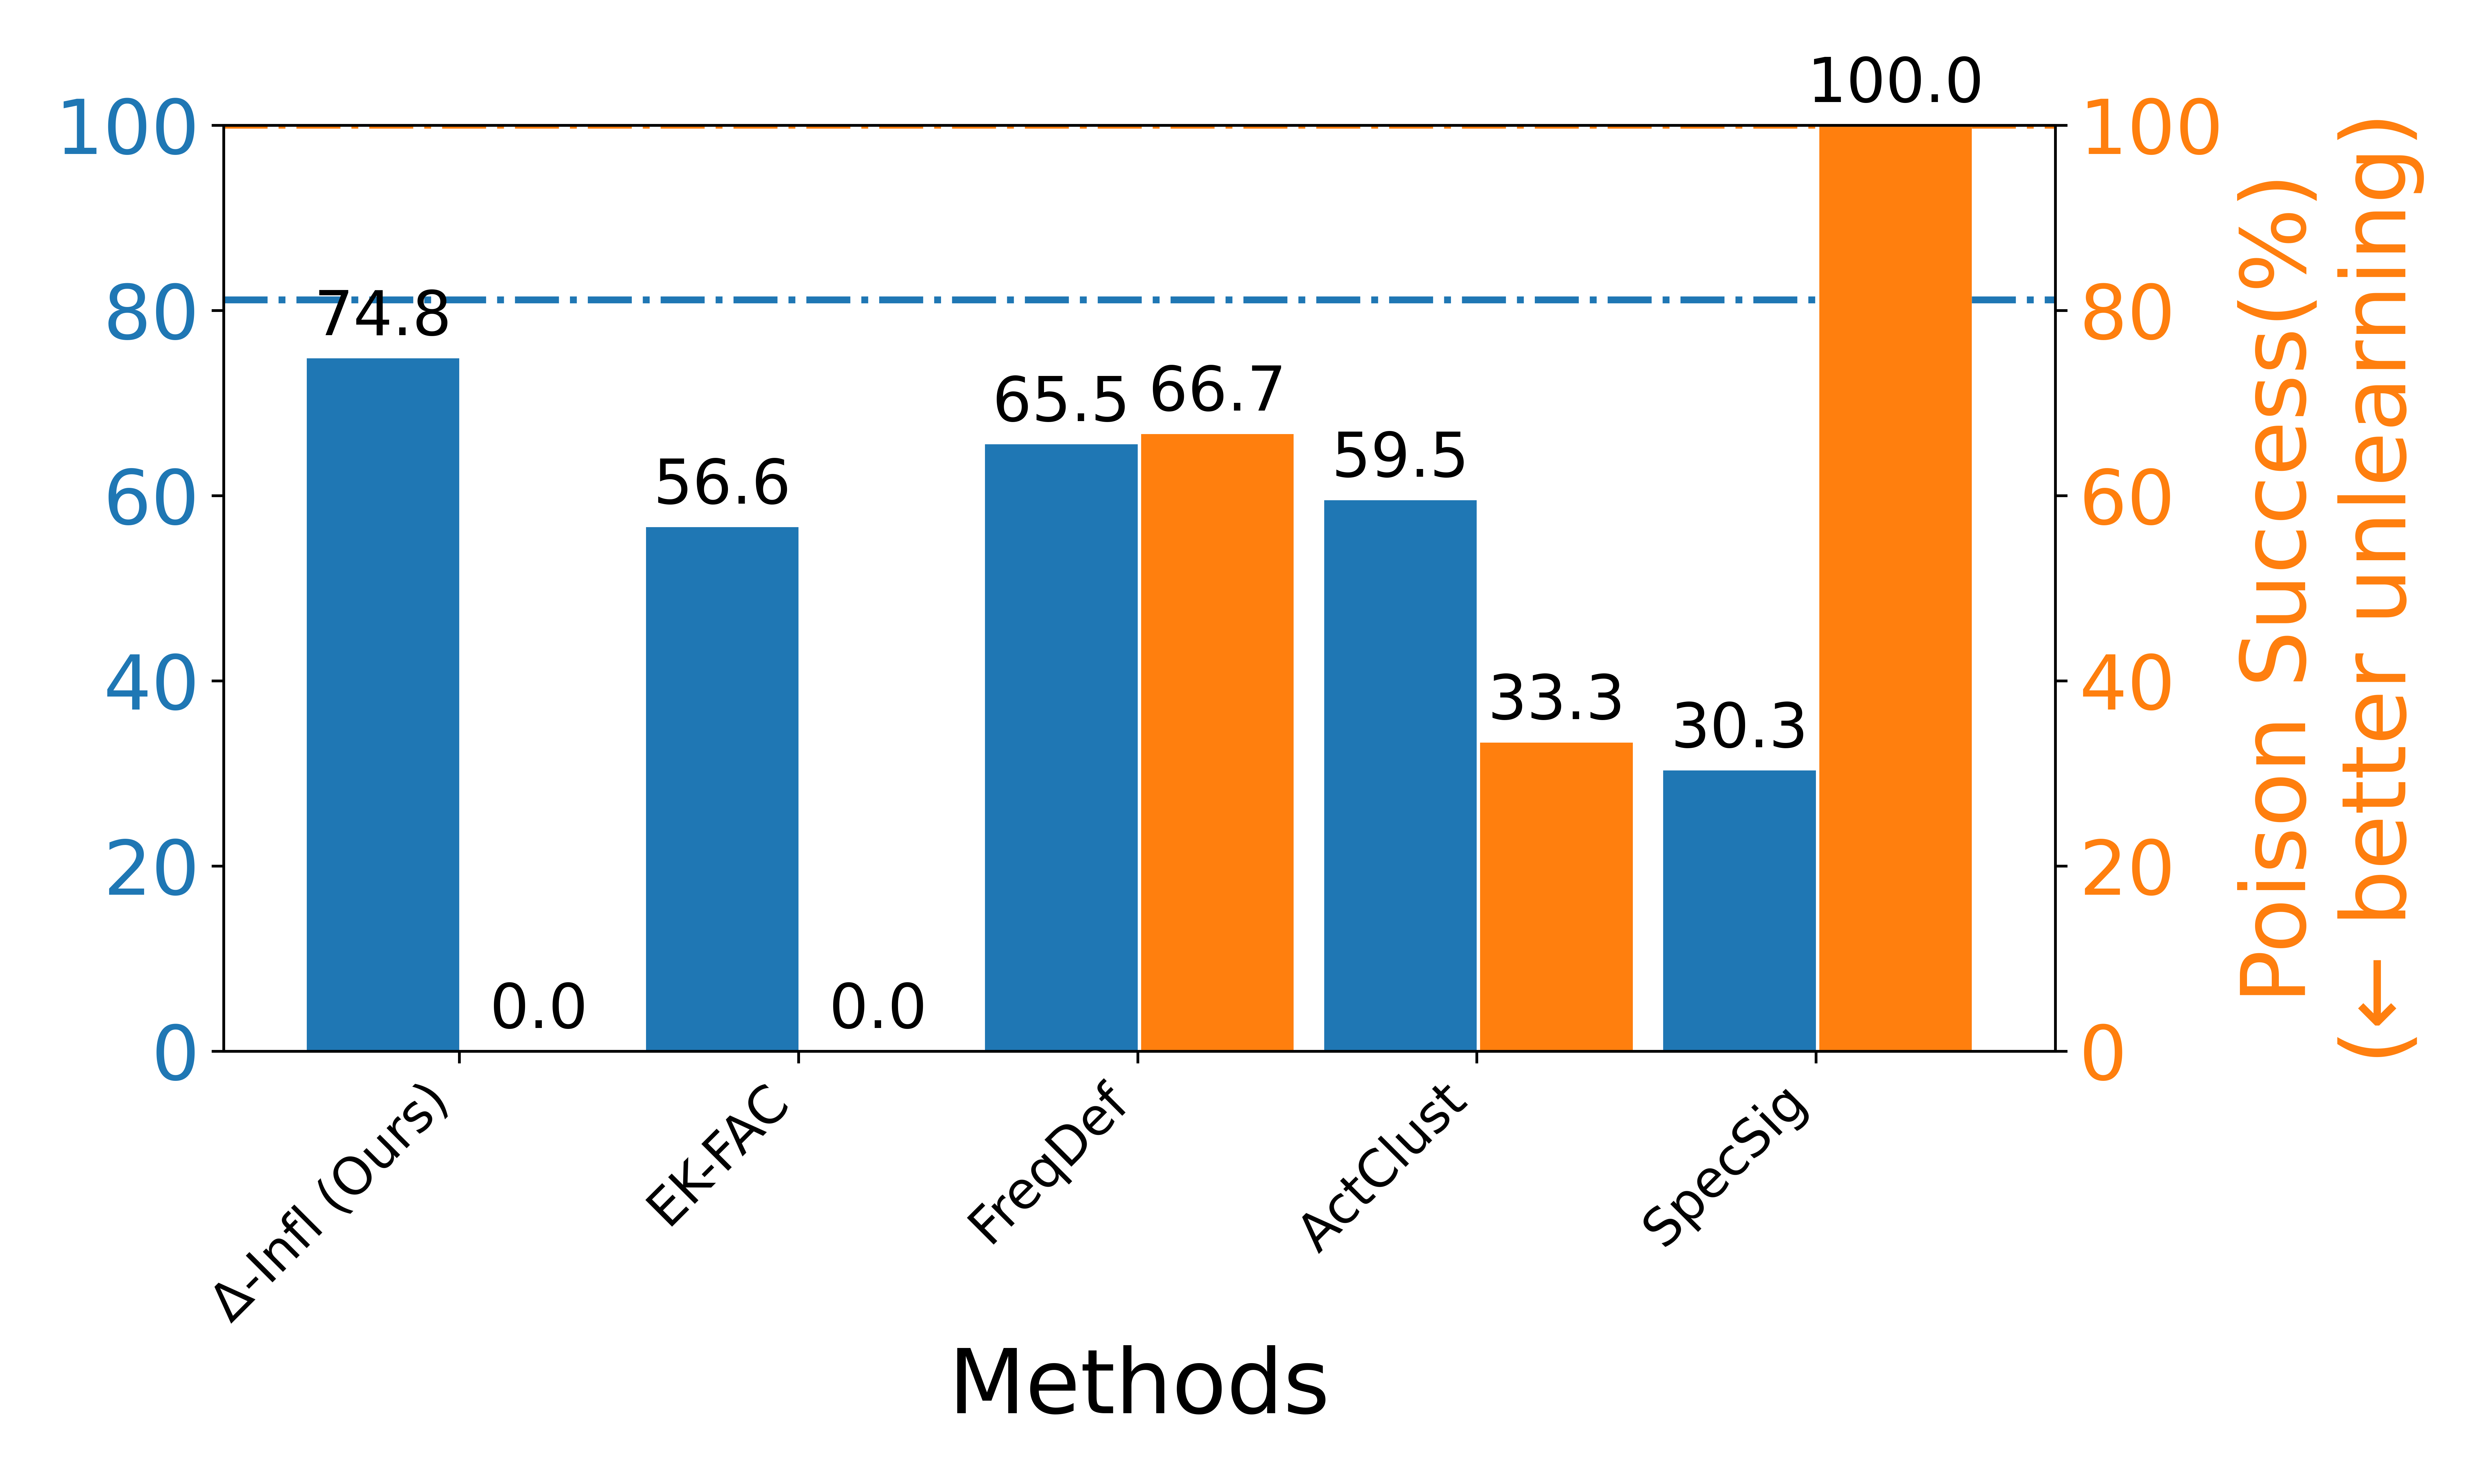 100.0
100
80
60
40
20
0
74.8
0.0
56.6
0.0
65.5
66.7
59.5
33.3
30.3
100
80
60
40
20
0
Poison Success(%)
(← better unlearning)
Δ-Infl (Ours)
EK-FAC
FreqDef
ActClust
SpecSig
Methods